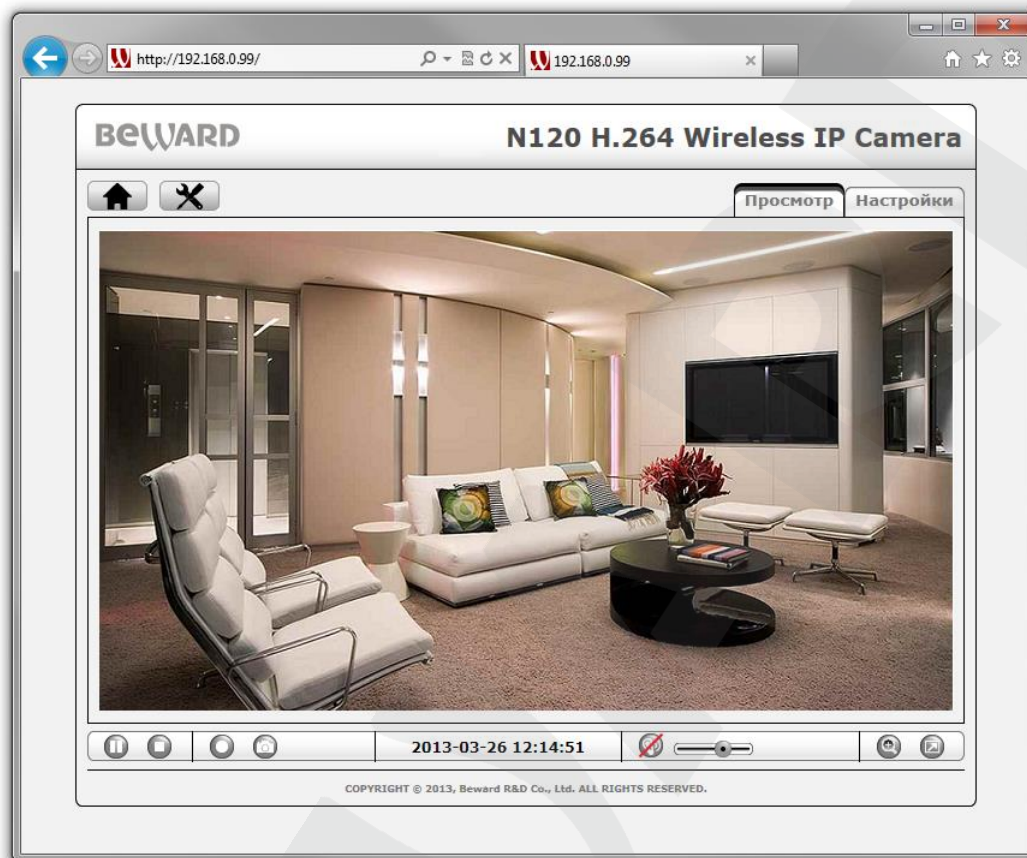 http://192.168.0.99/
192.168.0.99
BEWARD
N120 H.264 Wireless IP Camera
Просмотр
Настройки
2013-03-26 12:14:51
COPYRIGHT © 2013, Beward R&D Co., Ltd. ALL RIGHTS RESERVED.